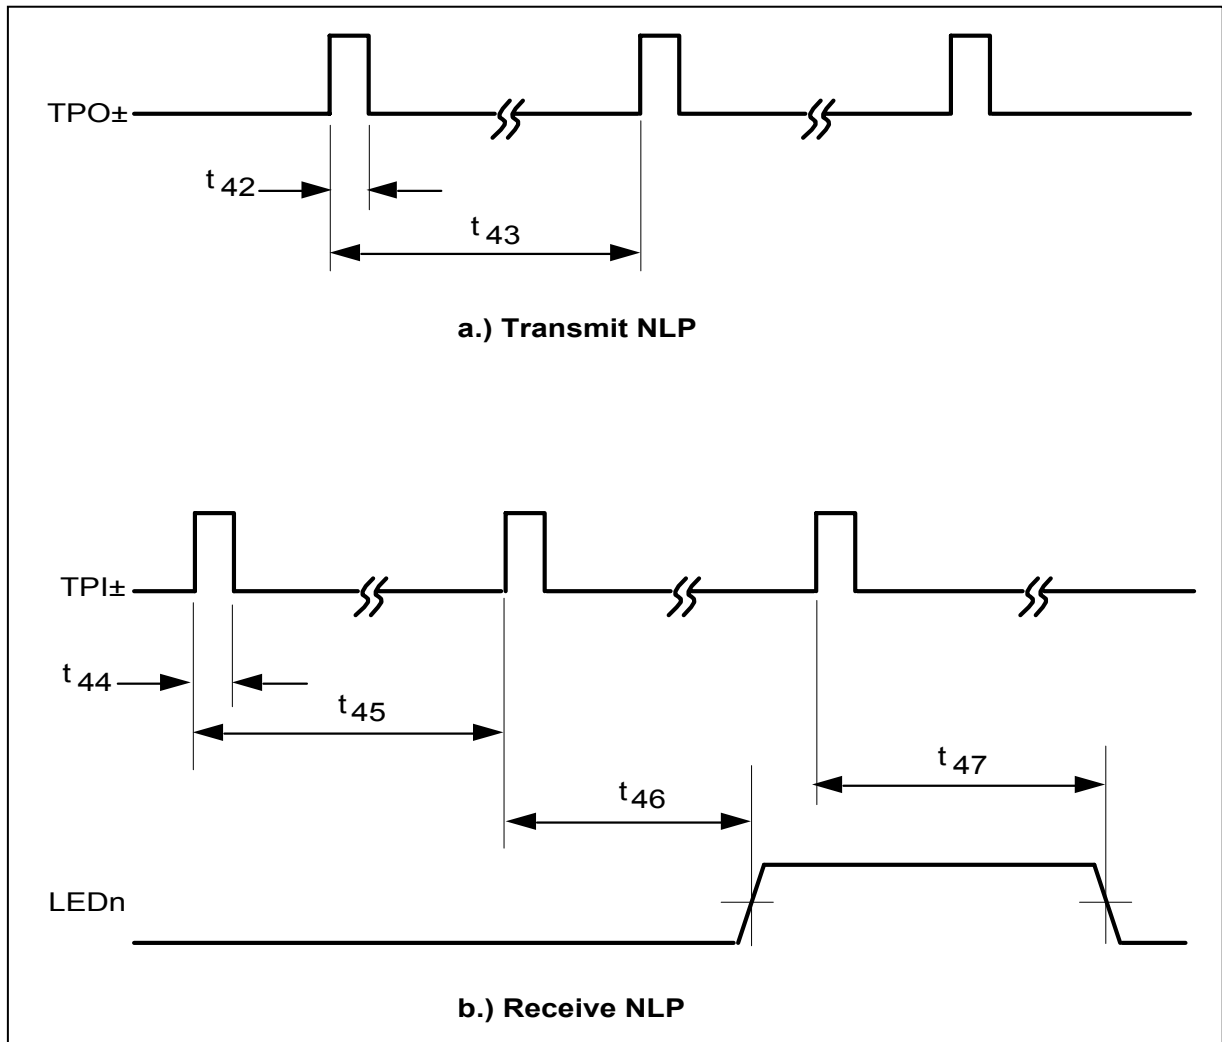 TPO±
t 42
t 43
a.) Transmit NLP
TPI±
t 44
t 45
t 46
t 47
LEDn
b.) Receive NLP